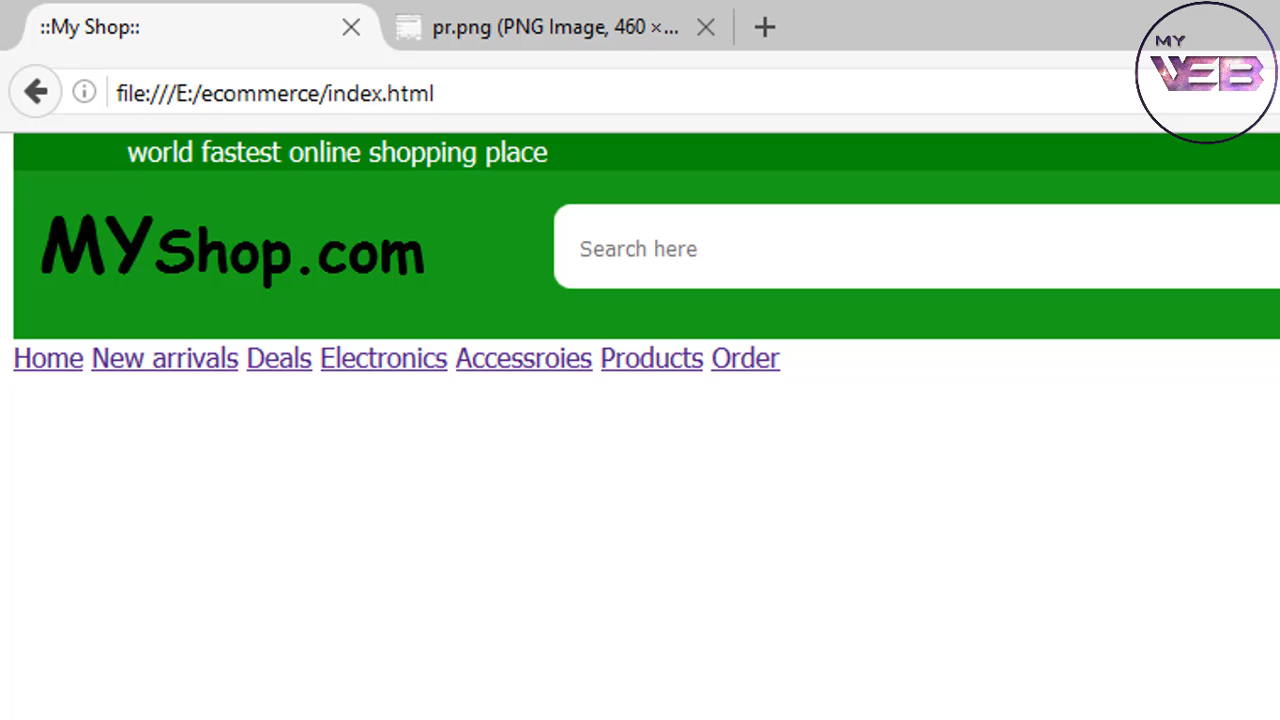 ::My Shop::
pr.png (PNG Image, 460 ×...
MY
WEB
file:///E:/ecommerce/index.html
world fastest online shopping place
MYShop.com
Search here
Home New arrivals Deals Electronics Accessroies Products Order